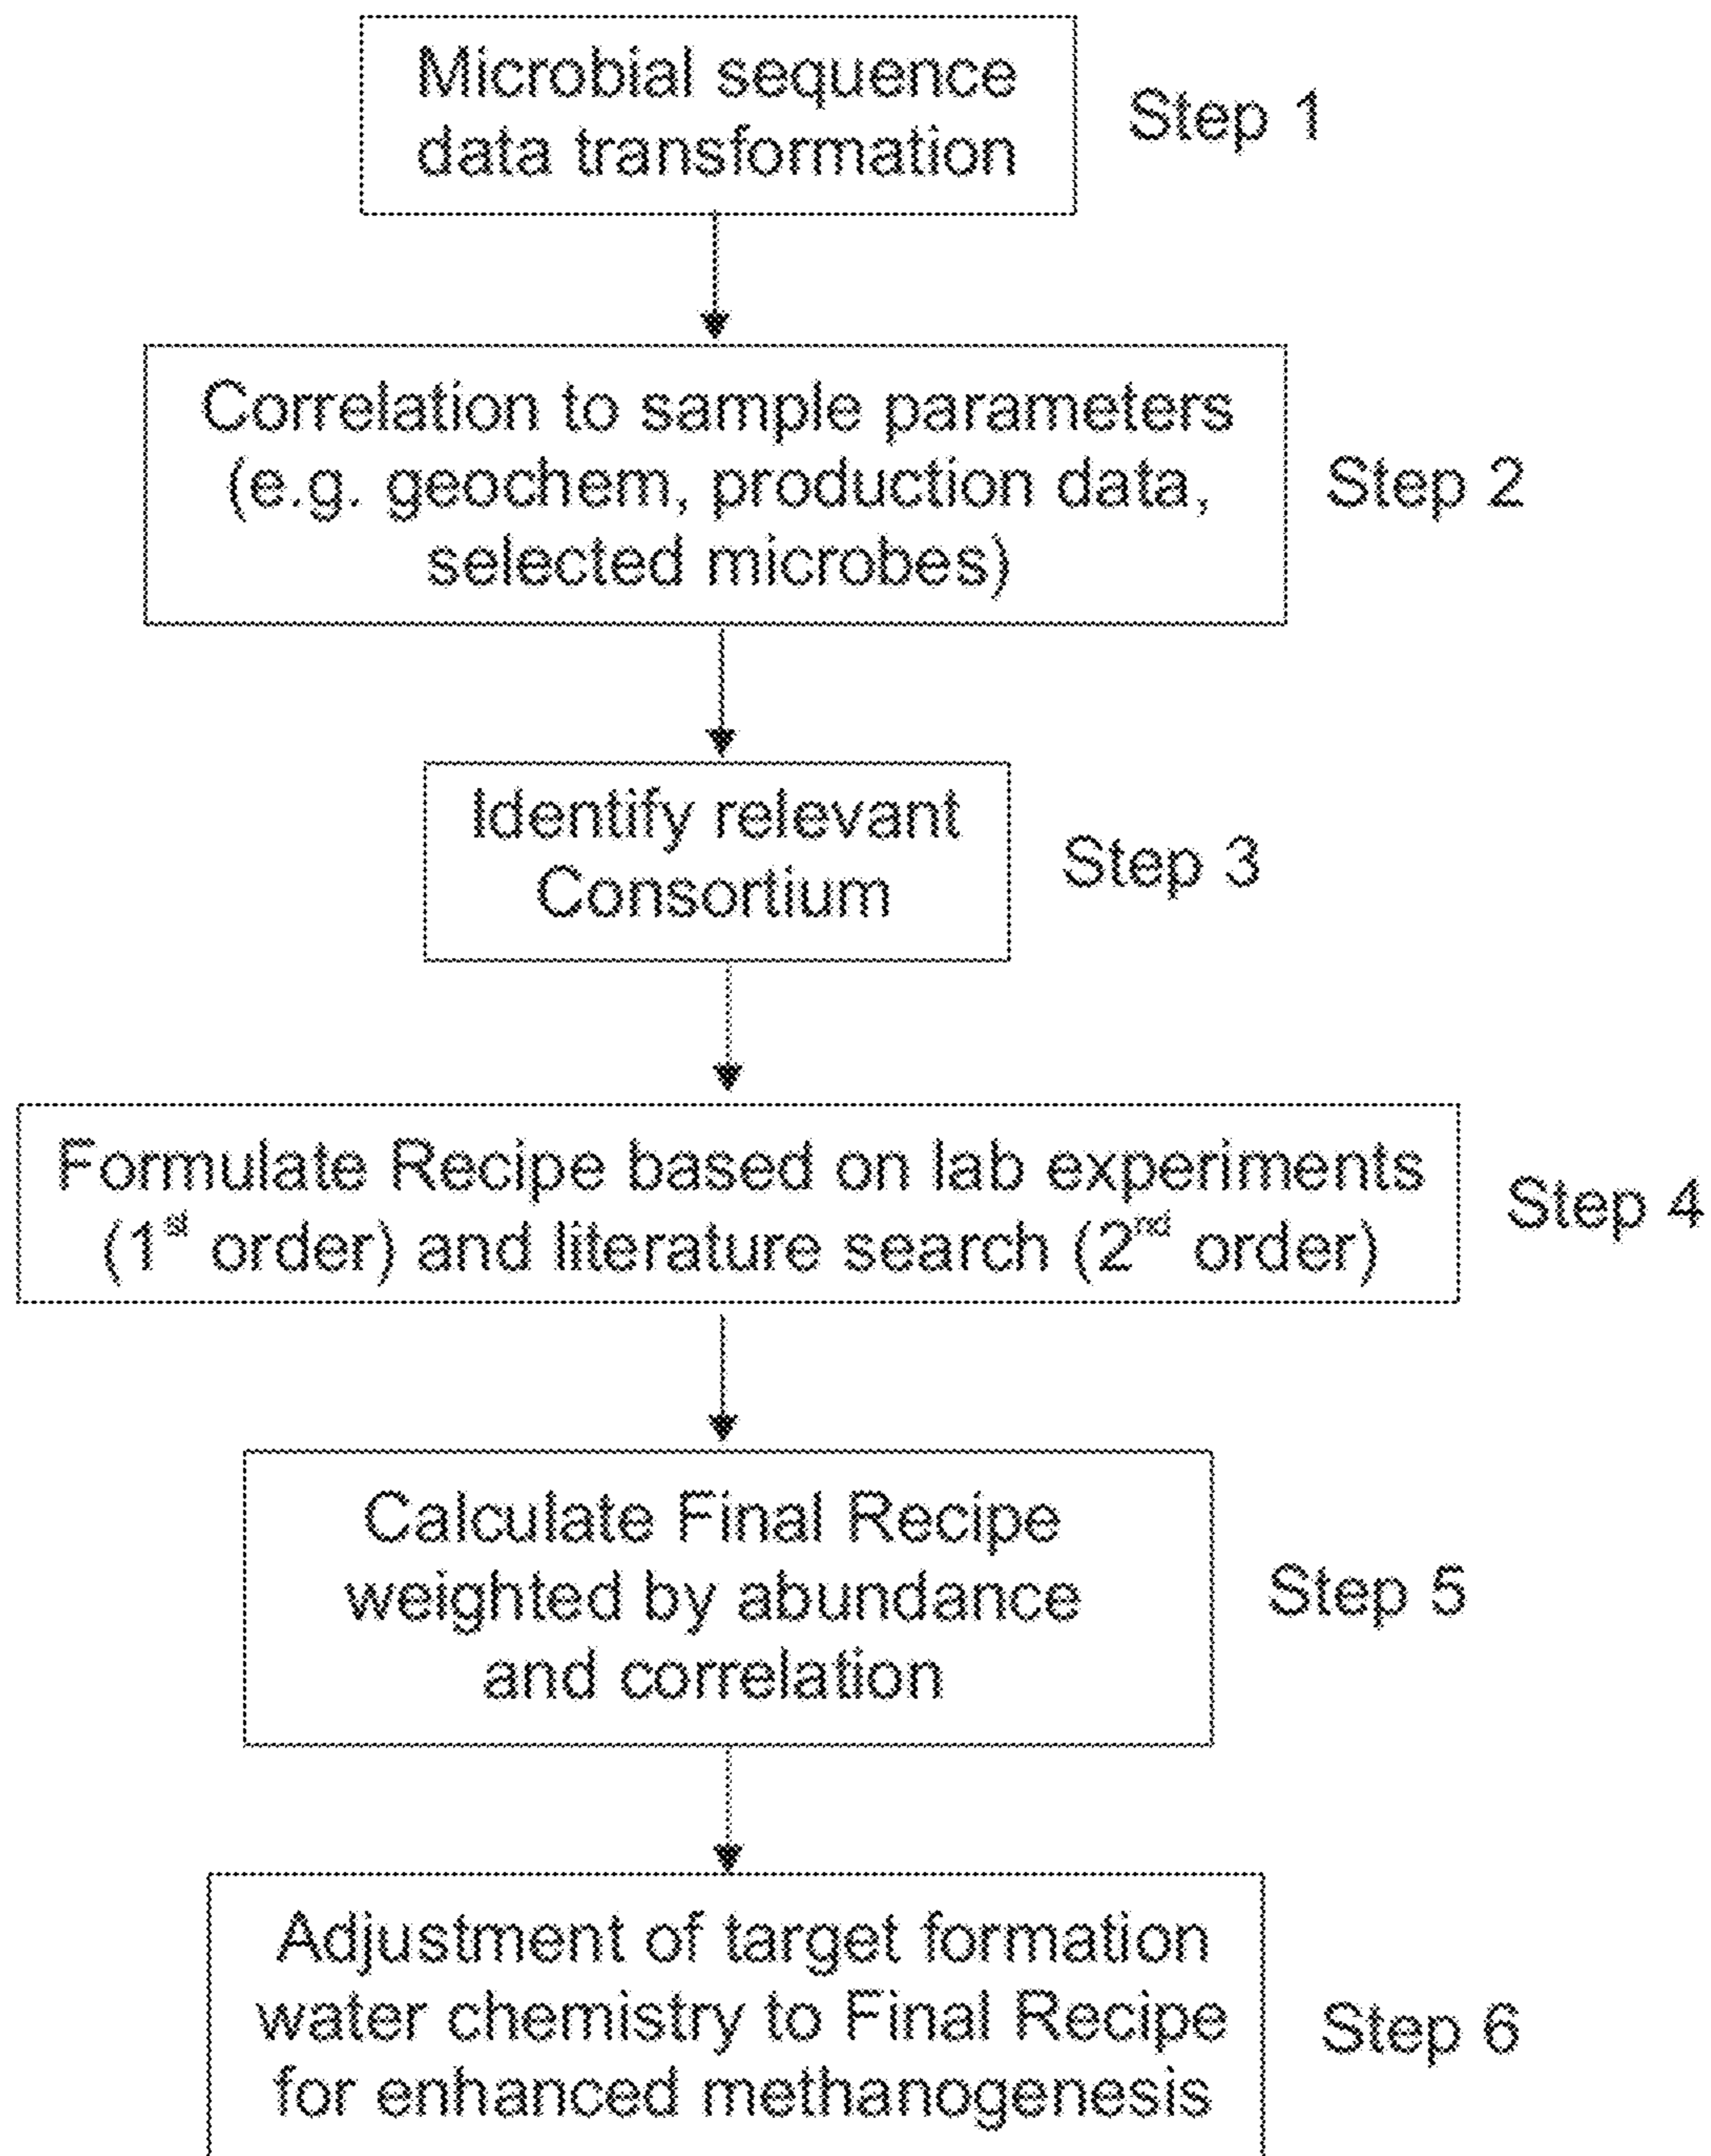 Microbial sequence
data transformation
Step 1
Correlation to sample parameters
(e.g. geochem, production data,
selected microbes)
Step 2
Identify relevant
Consortium
Step 3
Formulate Recipe based on lab experiments
(1st order) and literature search (2nd order)
Step 4
Calculate Final Recipe
weighted by abundance
and correlation
Step 5
Adjustment of target formation
water chemistry to Final Recipe
for enhanced methanogenesis
Step 6